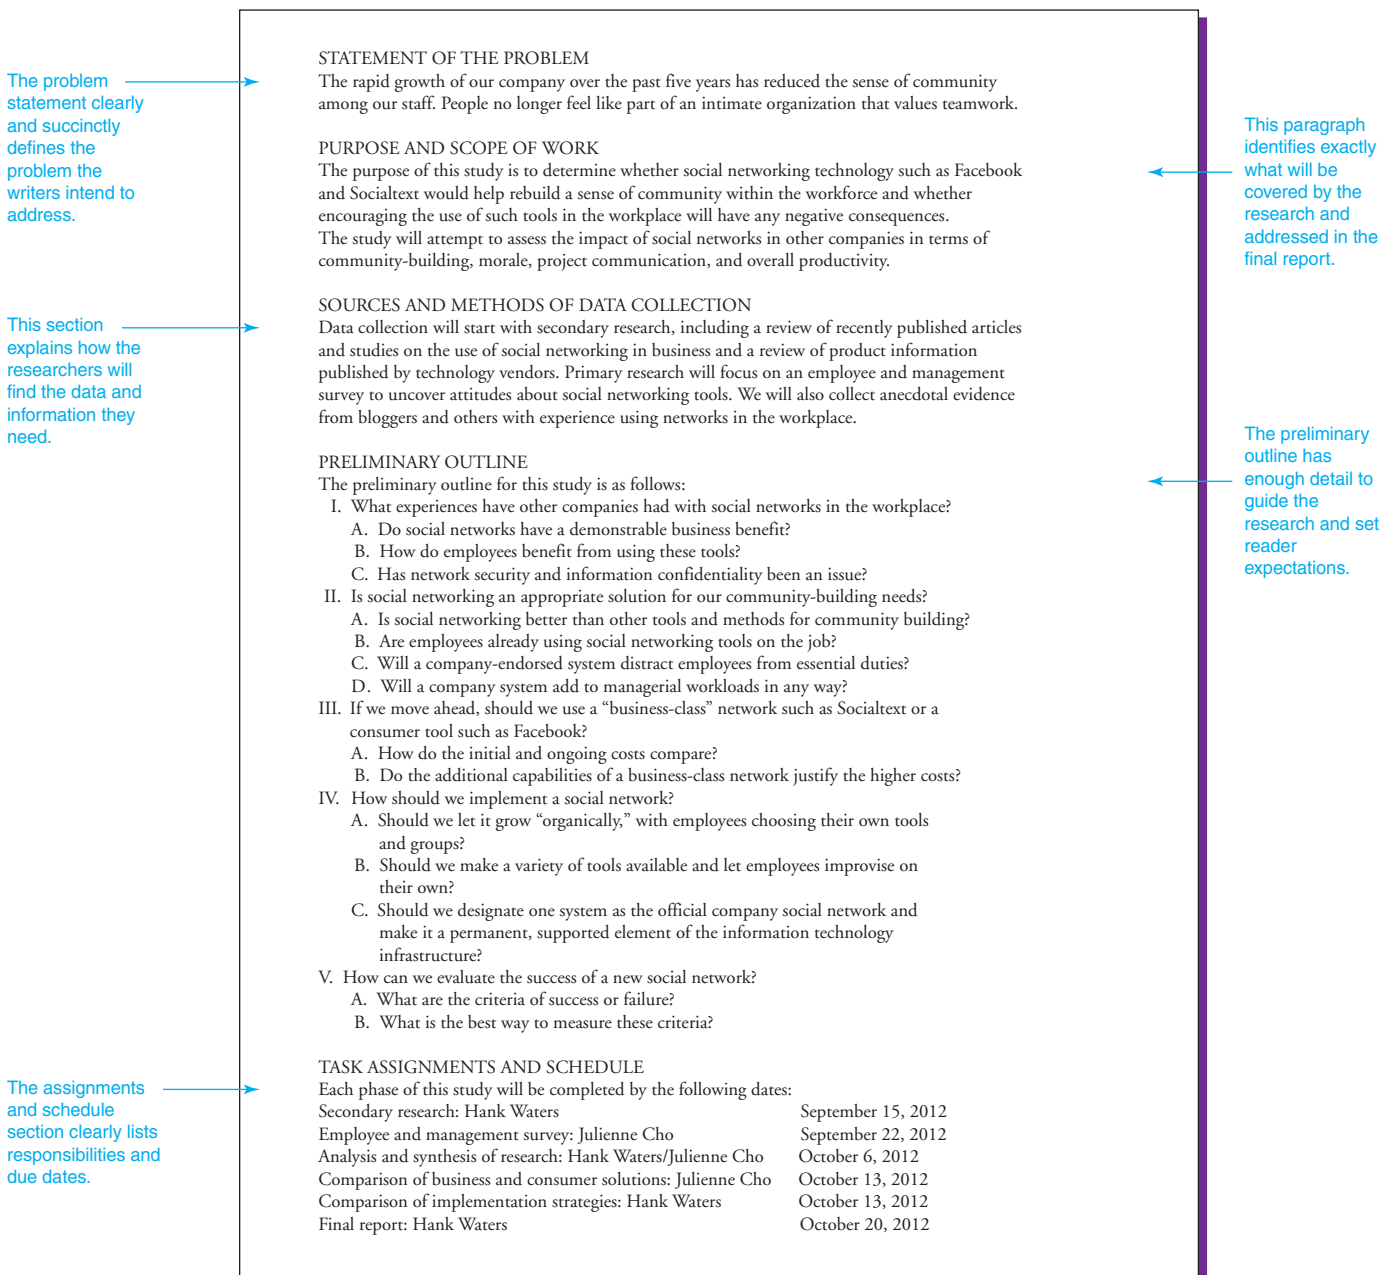 The problem
statement clearly
and succinctly
defines the
problem the
writers intend to
address.
STATEMENT OF THE PROBLEM
The rapid growth of our company over the past five years has reduced the sense of community
among our staff. People no longer feel like part of an intimate organization that values teamwork.
PURPOSE AND SCOPE OF WORK
The purpose of this study is to determine whether social networking technology such as Facebook
and Socialtext would help rebuild a sense of community within the workforce and whether
encouraging the use of such tools in the workplace will have any negative consequences.
The study will attempt to assess the impact of social networks in other companies in terms of
community-building, morale, project communication, and overall productivity.
This paragraph
identifies exactly
what will be
covered by the
research and
addressed in the
final report.
This section
explains how the
researchers will
find the data and
information they
need.
SOURCES AND METHODS OF DATA COLLECTION
Data collection will start with secondary research, including a review of recently published articles
and studies on the use of social networking in business and a review of product information
published by technology vendors. Primary research will focus on an employee and management
survey to uncover attitudes about social networking tools. We will also collect anecdotal evidence
from bloggers and others with experience using networks in the workplace.
The preliminary
outline has
enough detail to
guide the
research and set
reader
expectations.
PRELIMINARY OUTLINE
The preliminary outline for this study is as follows:
I. What experiences have other companies had with social networks in the workplace?
A. Do social networks have a demonstrable business benefit?
B. How do employees benefit from using these tools?
C. Has network security and information confidentiality been an issue?
II. Is social networking an appropriate solution for our community-building needs?
A. Is social networking better than other tools and methods for community building?
B. Are employees already using social networking tools on the job?
C. Will a company-endorsed system distract employees from essential duties?
D. Will a company system add to managerial workloads in any way?
III. If we move ahead, should we use a “business-class” network such as Socialtext or a
consumer tool such as Facebook?
A. How do the initial and ongoing costs compare?
B. Do the additional capabilities of a business-class network justify the higher costs?
IV. How should we implement a social network?
A. Should we let it grow “organically,” with employees choosing their own tools
and groups?
B. Should we make a variety of tools available and let employees improvise on
their own?
C. Should we designate one system as the official company social network and
make it a permanent, supported element of the information technology
infrastructure?
V. How can we evaluate the success of a new social network?
A. What are the criteria of success or failure?
B. What is the best way to measure these criteria?
The assignments
and schedule
section clearly lists
responsibilities and
due dates.
TASK ASSIGNMENTS AND SCHEDULE
Each phase of this study will be completed by the following dates:
Secondary research: Hank Waters September 15, 2012
Employee and management survey: Julienne Cho September 22, 2012
Analysis and synthesis of research: Hank Waters/Julienne Cho October 6, 2012
Comparison of business and consumer solutions: Julienne Cho October 13, 2012
Comparison of implementation strategies: Hank Waters October 13, 2012
Final report: Hank Waters October 20, 2012